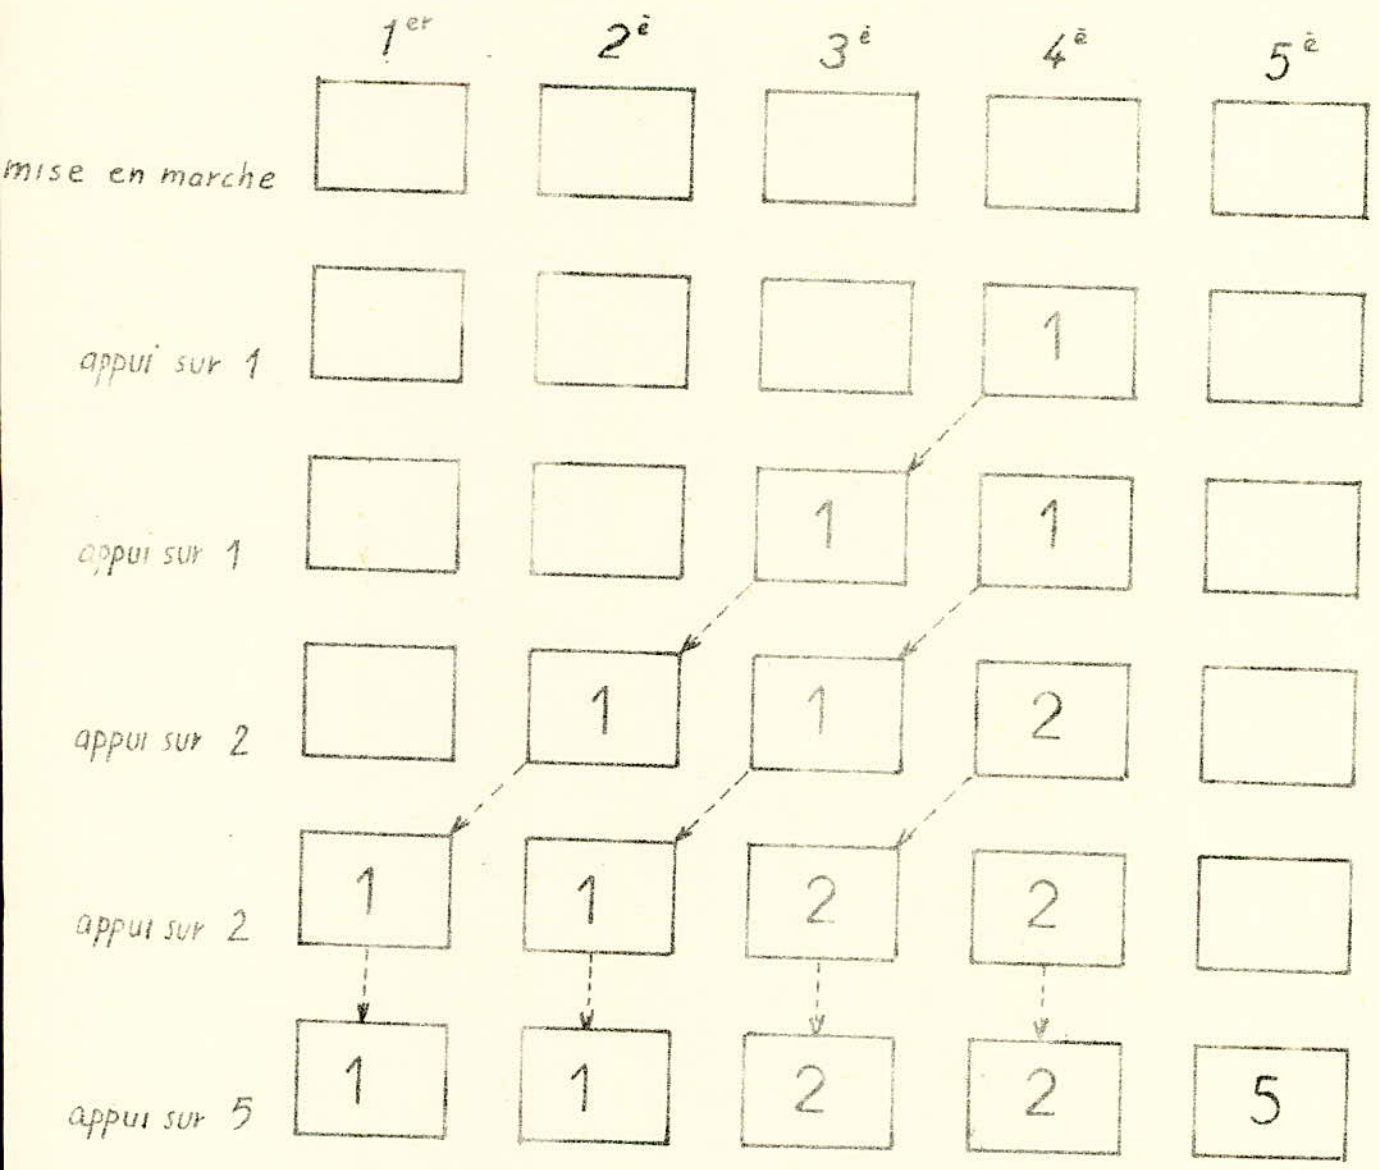 1er 2è 3è 4è 5è
mise en marche
appui sur 1 1
appui sur 1 1 1
appui sur 2 1 1 2
appui sur 2 1 1 2 2
appui sur 5 1 1 2 2 5